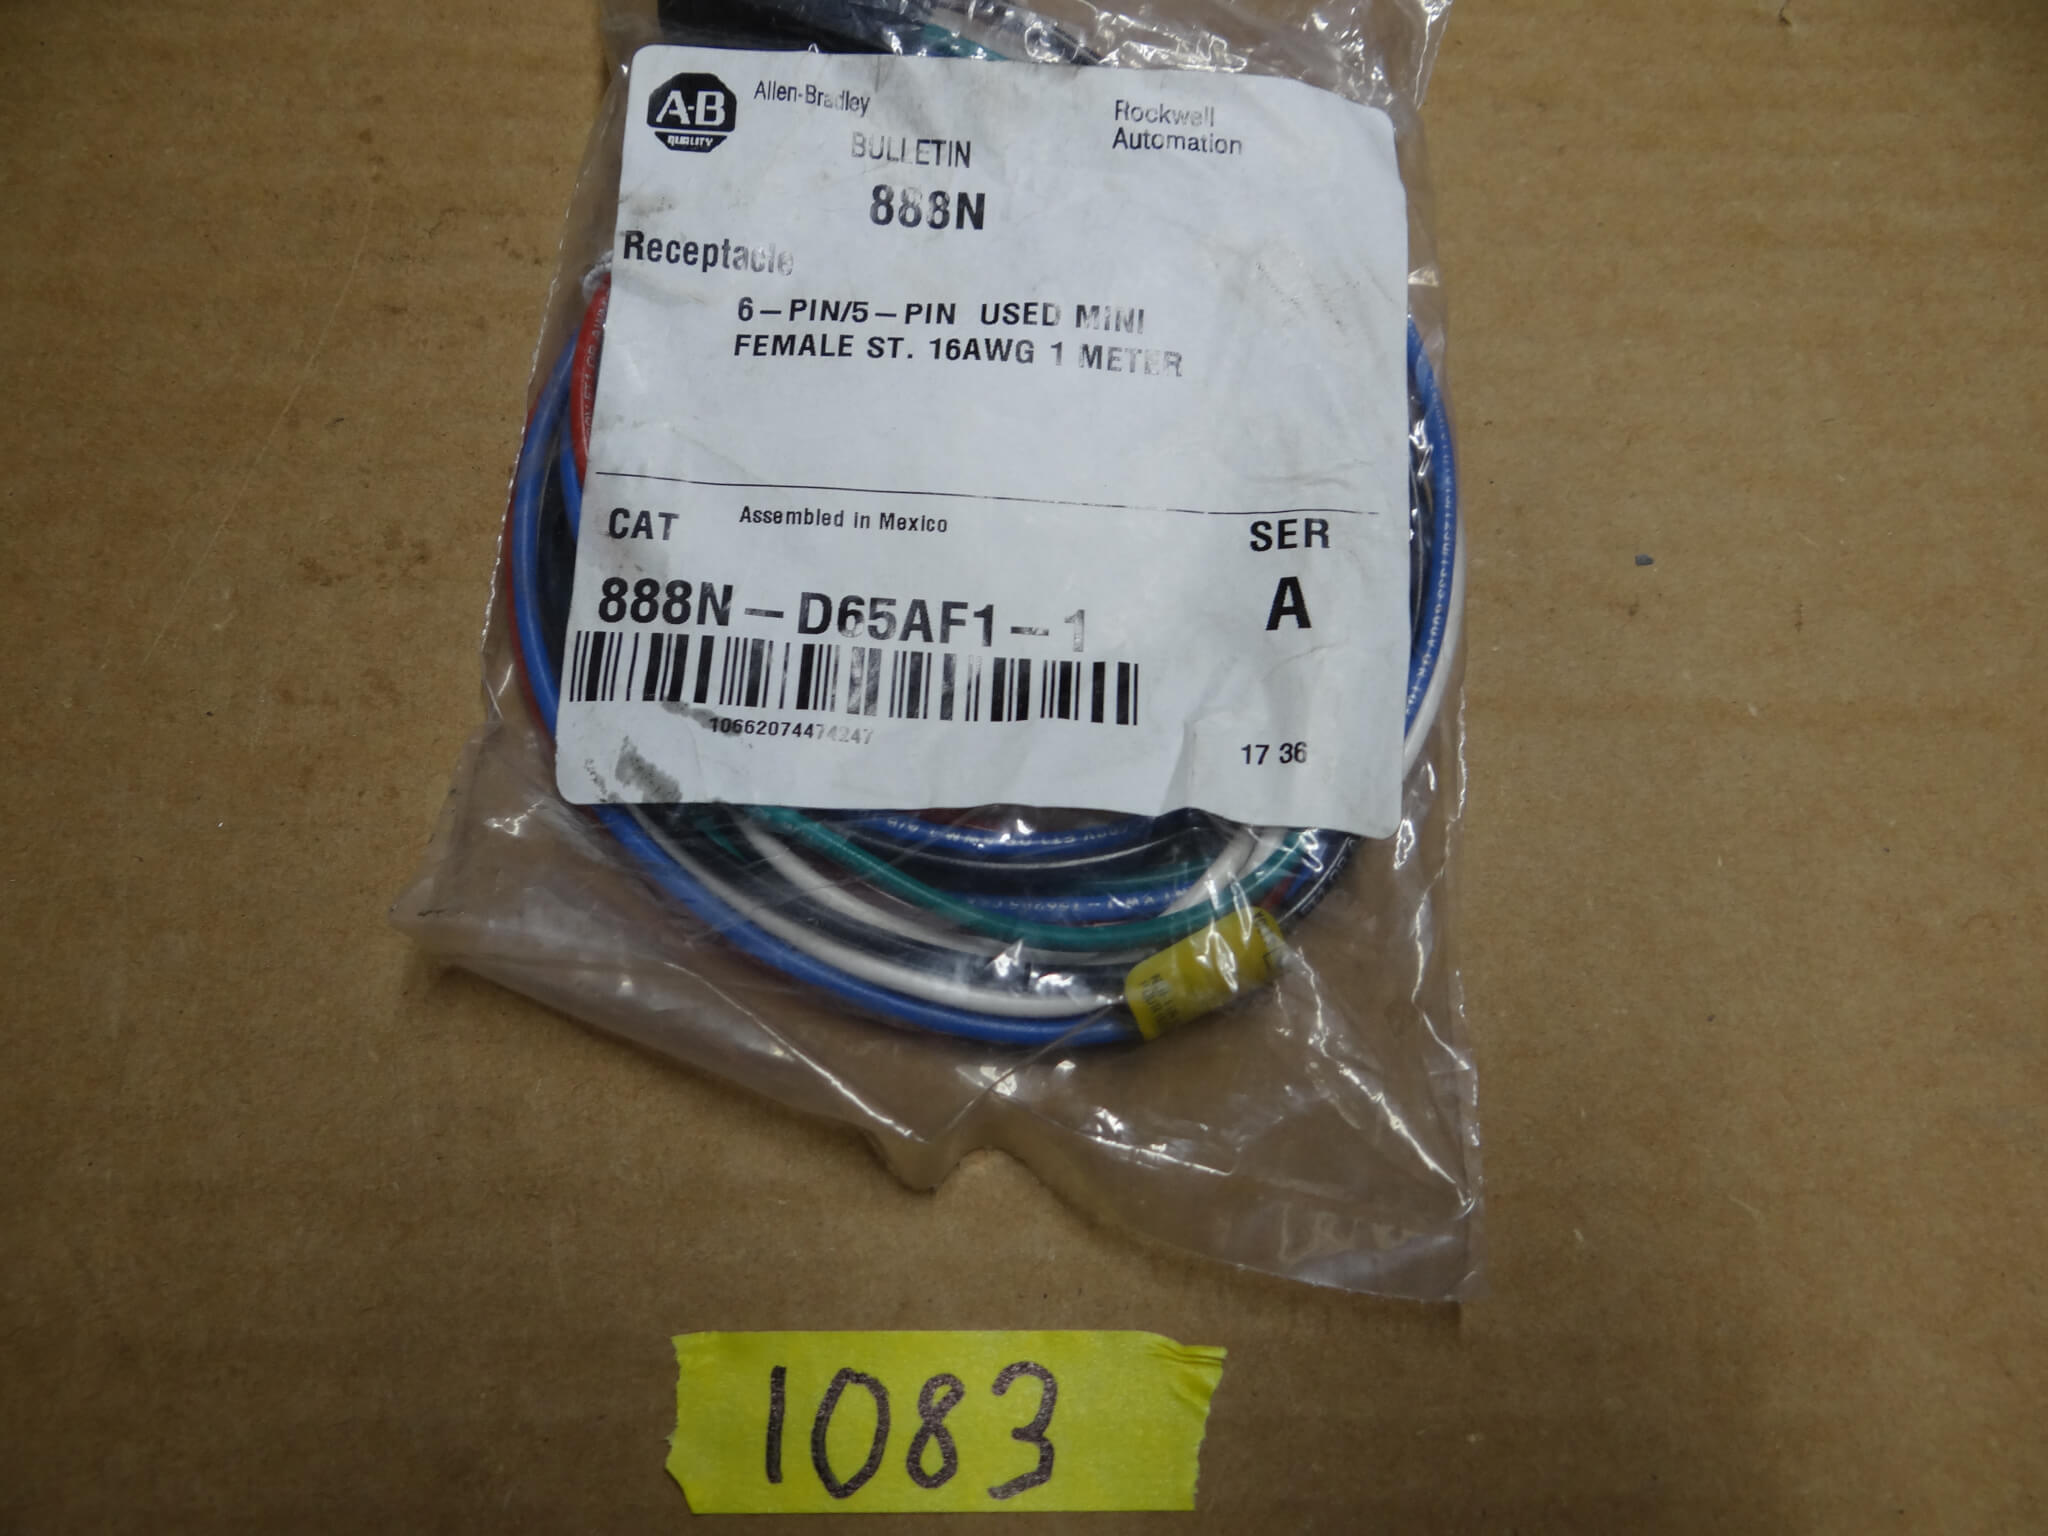 A-B
QUALITY
Allen-Bradley
Rockwell
Automation
BULLETIN
888N
Receptacle
6-PIN/5-PIN USED MINI
FEMALE ST. 16AWG 1 METER
CAT
Assembled in Mexico
SER
888N-D65AF1-1
A
10662074474247
17 36
1083